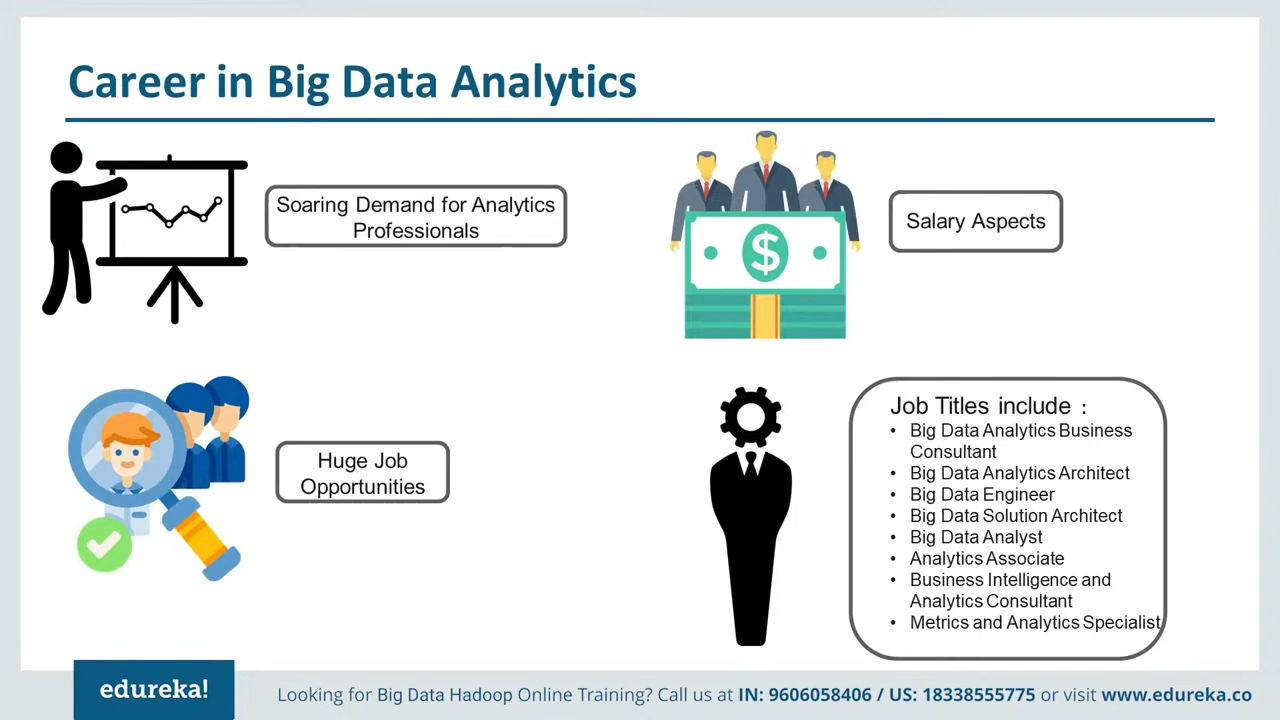 Career in Big Data Analytics
Soaring Demand for Analytics
Professionals
$
Salary Aspects
Huge Job
Opportunities
Job Titles include :
• Big Data Analytics Business
Consultant
• Big Data Analytics Architect
• Big Data Engineer
• Big Data Solution Architect
• Big Data Analyst
• Analytics Associate
• Business Intelligence and
Analytics Consultant
• Metrics and Analytics Specialist
edureka!
Looking for Big Data Hadoop Online Training? Call us at IN: 9606058406 / US: 18338555775 or visit www.edureka.co